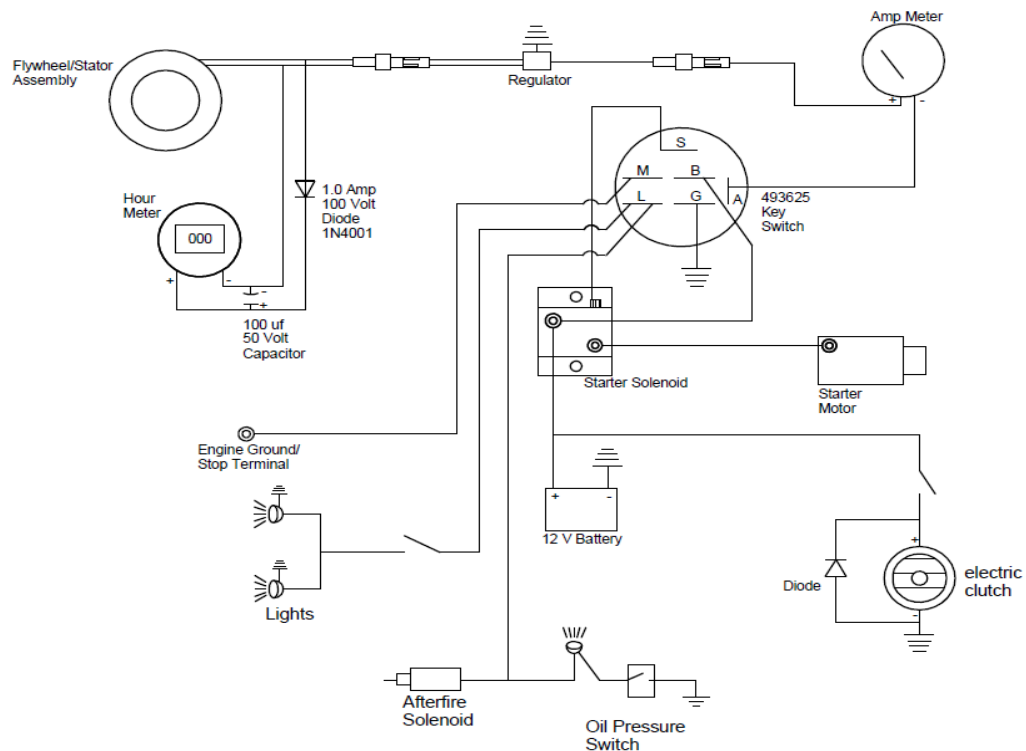 Amp Meter
Flywheel/Stator
Assembly
Regulator
+ -
S
M B
L G A
493625
Key
Switch
1.0 Amp
100 Volt
Diode
1N4001
Hour
Meter
000
+ -
-
+
100 uf
50 Volt
Capacitor
Starter Solenoid
Starter
Motor
Engine Ground/
Stop Terminal
+ -
12 V Battery
Lights
+
Diode
electric
clutch
-
Afterfire
Solenoid
Oil Pressure
Switch